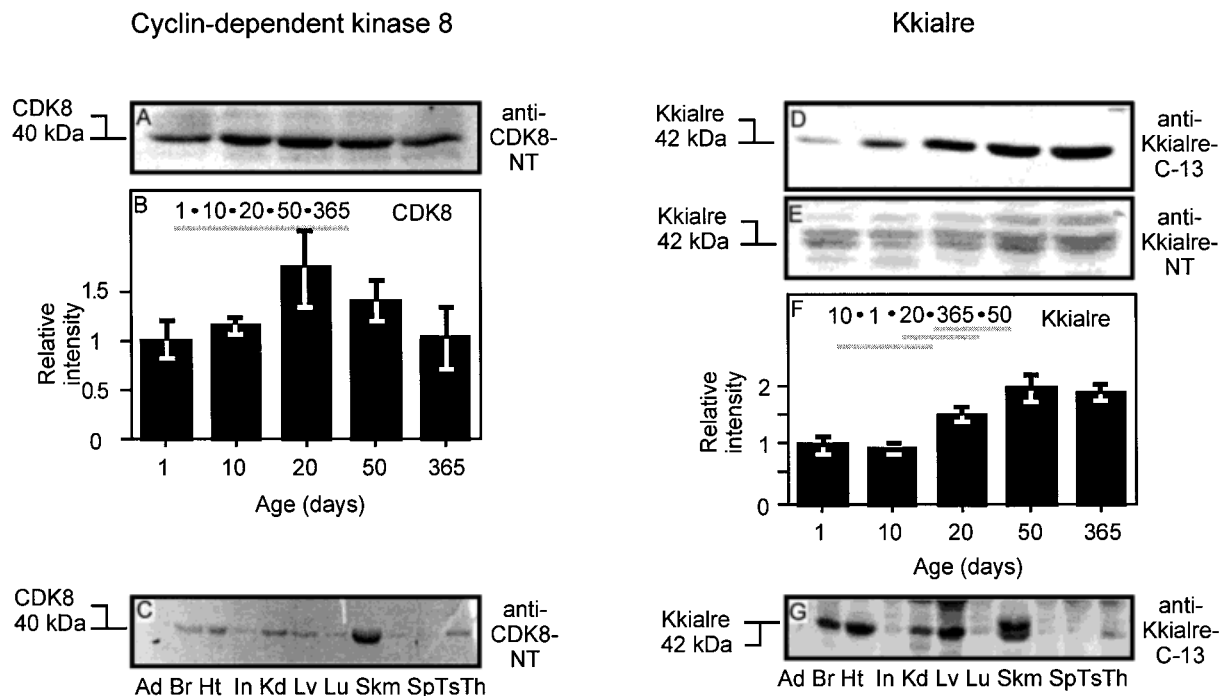 Cyclin-dependent kinase 8
CDK8
40 kDa
A
anti-
CDK8-
NT
B
1•10•20•50•365
CDK8
Relative
intensity
1.5
1
0.5
0
1 10 20 50 365
Age (days)
CDK8
40 kDa
C
anti-
CDK8-
NT
Ad Br Ht In Kd Lv Lu Skm SpTsTh
Kkialre
Kkialre
42 kDa
D
anti-
Kkialre-
C-13
Kkialre
42 kDa
E
anti-
Kkialre-
NT
F
10•1•20•365•50
Kkialre
Relative
intensity
2
1
0
1 10 20 50 365
Age (days)
Kkialre
42 kDa
G
anti-
Kkialre-
C-13
Ad Br Ht In Kd Lv Lu Skm SpTsTh